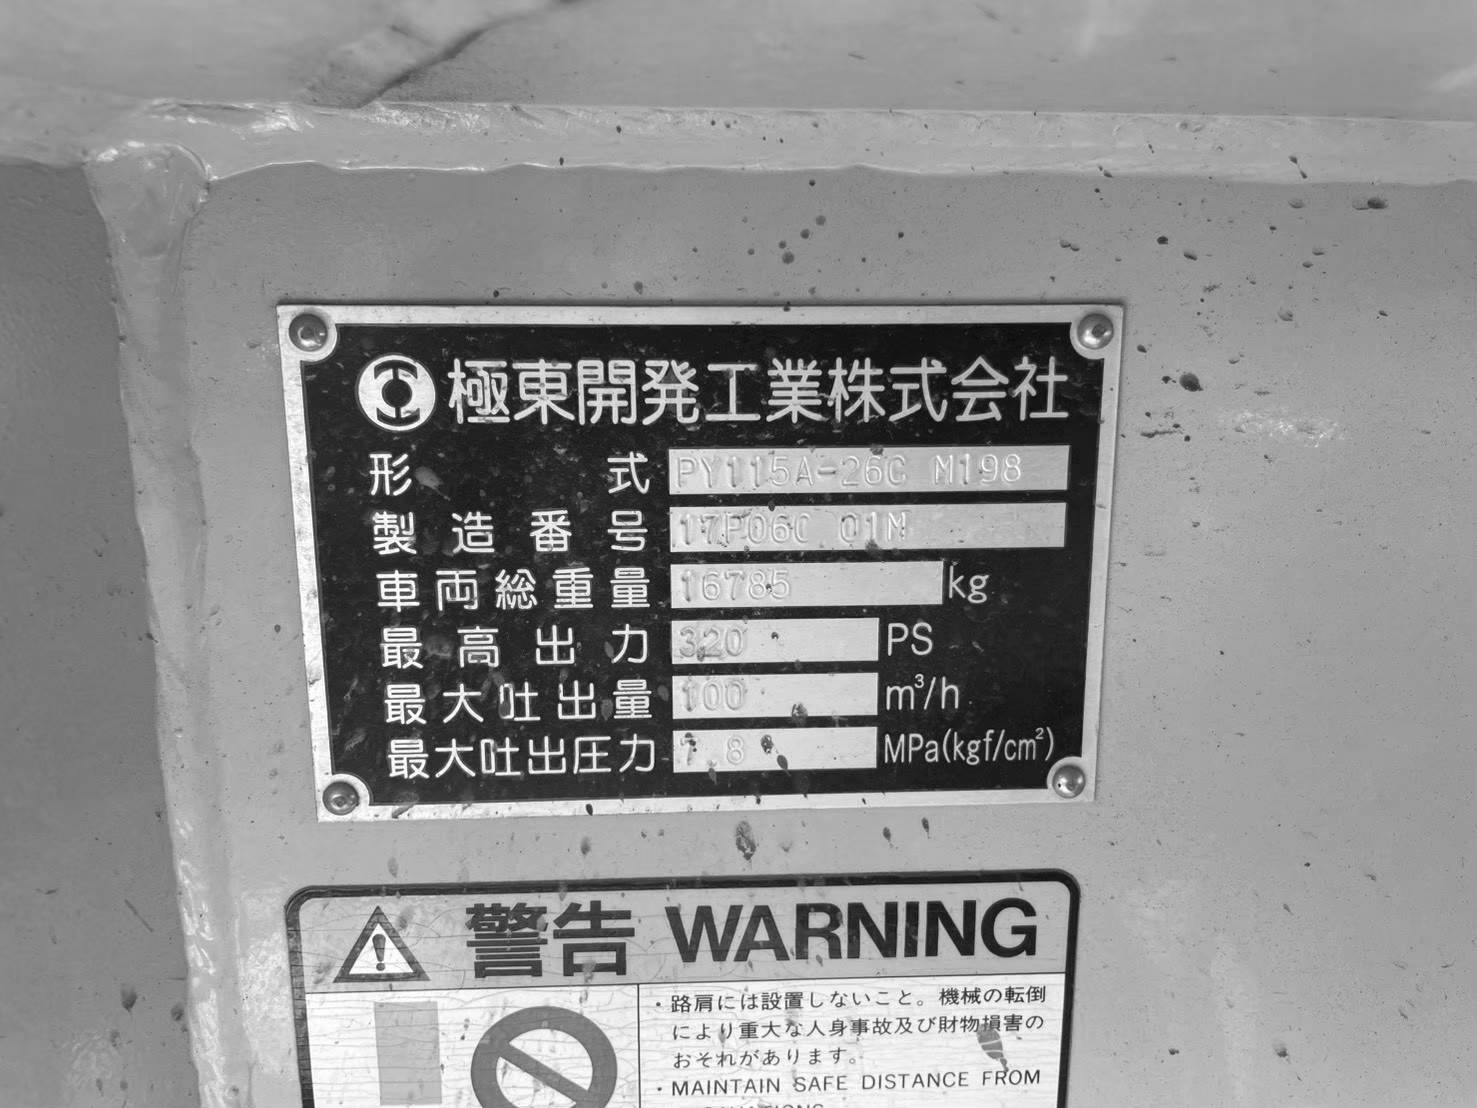 極東開発工業株式会社
形式 PY115A-26C M198
製造番号 17P06C 01M
車両総重量 16785 kg
最高出力 320 PS
最大吐出量 100 m³/h
最大吐出圧力 7.8 MPa(kgf/cm²)
警告 WARNING
・路肩には設置しないこと。機械の転倒
により重大な人身事故及び財物損害の
おそれがあります。
・MAINTAIN SAFE DISTANCE FROM